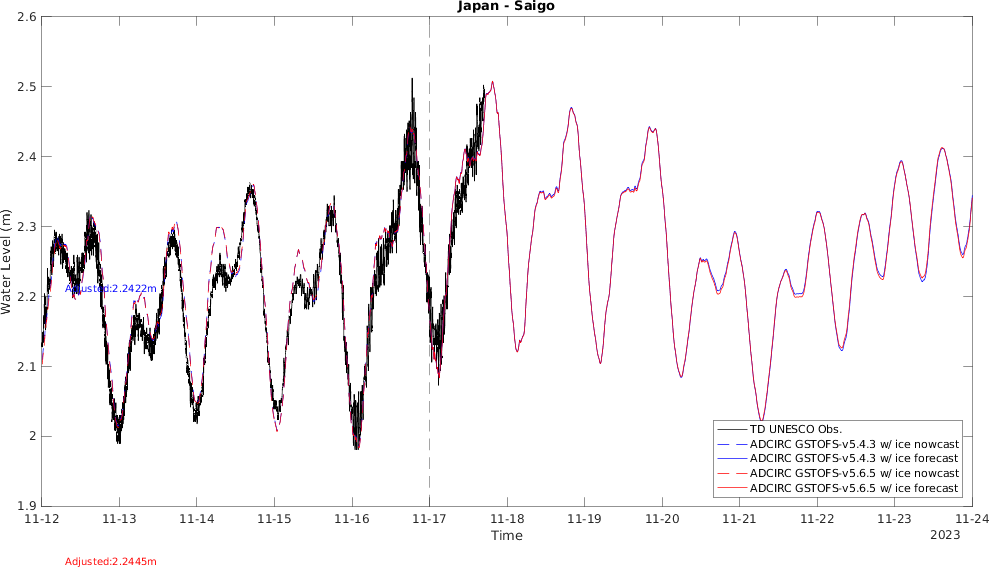 Japan - Saigo
2.6
2.5
2.4
2.3
2.2
2.1
2
1.9
Water Level (m)
Adjusted:2.2422m
TD UNESCO Obs.
ADCIRC GSTOFS-v5.4.3 w/ ice nowcast
ADCIRC GSTOFS-v5.4.3 w/ ice forecast
ADCIRC GSTOFS-v5.6.5 w/ ice nowcast
ADCIRC GSTOFS-v5.6.5 w/ ice forecast
11-12 11-13 11-14 11-15 11-16 11-17 11-18 11-19 11-20 11-21 11-22 11-23 11-24
Time
2023
Adjusted:2.2445m